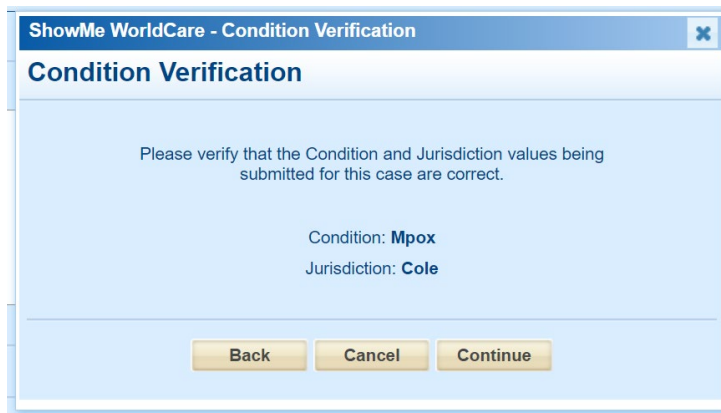 ShowMe WorldCare - Condition Verification
Condition Verification
Please verify that the Condition and Jurisdiction values being
submitted for this case are correct.
Condition: Mpox
Jurisdiction: Cole
Back Cancel Continue